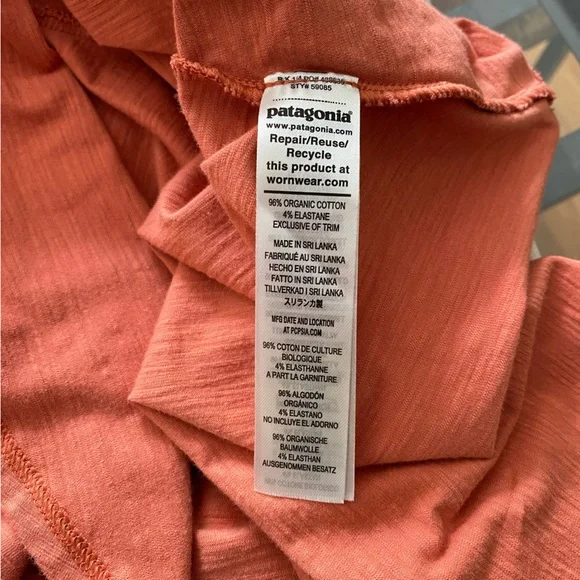 STY# 59085
patagonia®
www.patagonia.com
Repair/Reuse/
Recycle
this product at
wornwear.com
96% ORGANIC COTTON
4% ELASTANE
EXCLUSIVE OF TRIM
MADE IN SRI LANKA
FABRIQUÉ AU SRI LANKA
HECHO EN SRI LANKA
FATTO IN SRI LANKA
TILLVERKAD I SRI LANKA
スリランカ製
MFG DATE AND LOCATION
AT PCPSIA.COM
96% COTON DE CULTURE
BIOLOGIQUE
4% ELASTHANNE
A PART LA GARNITURE
96% ALGODÓN
ORGÁNICO
4% ELASTANO
NO INCLUYE EL ADORNO
96% ORGANISCHE
BAUMWOLLE
4% ELASTHAN
AUSGENOMMEN BESATZ